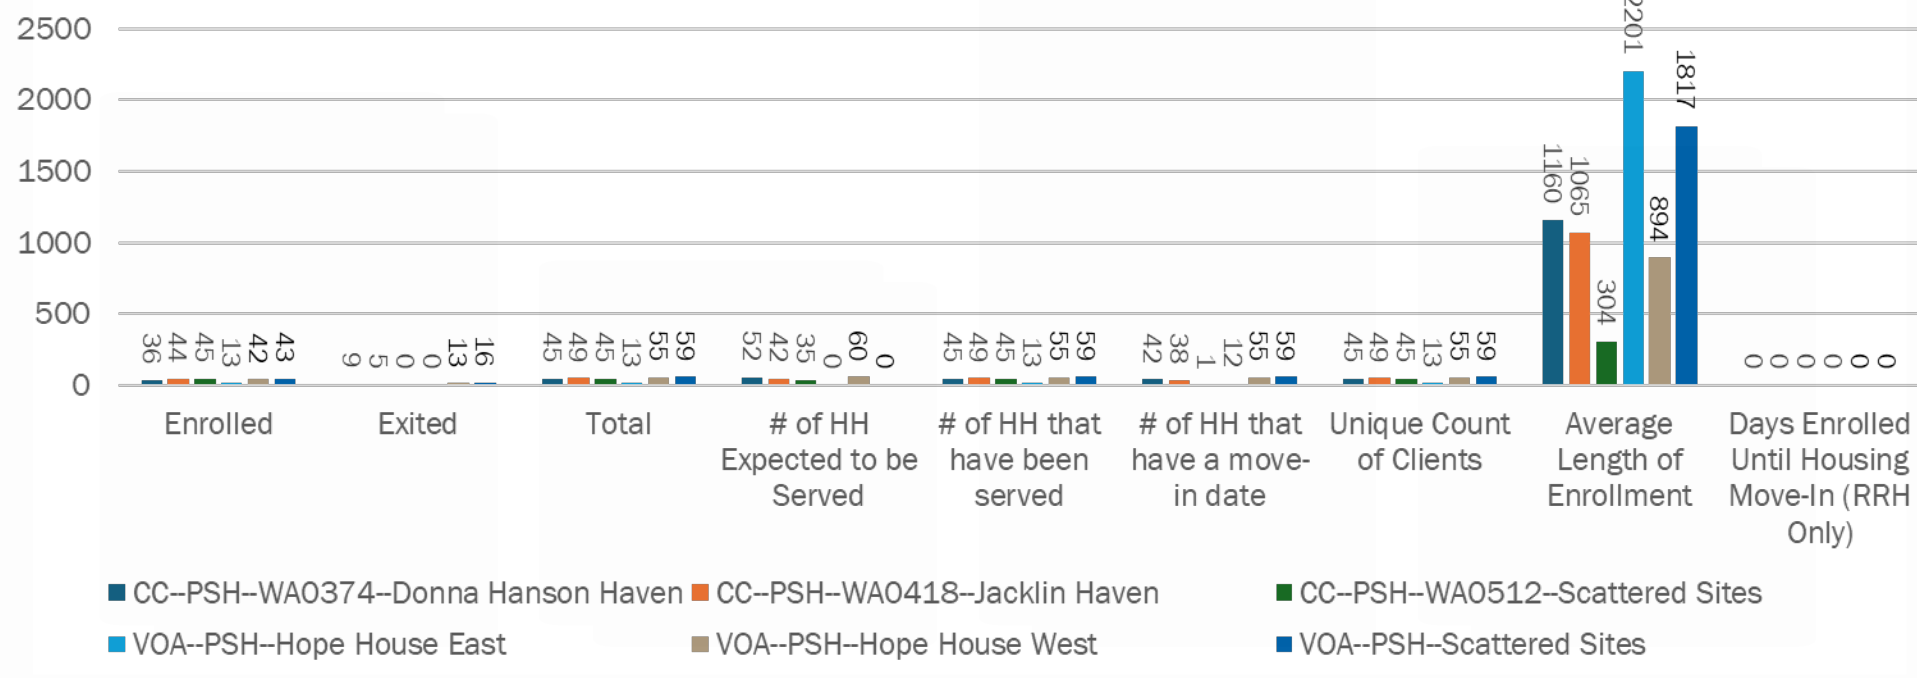 2500
2000
1500
1000
500
0
36 44 45 13 42 43
9 5 0 0 13 16
45 49 45 13 55 59
52 42 35 0 60 0
45 49 45 13 55 59
42 38 1 12 55 59
45 49 45 13 55 59
1160 1065 304 2201 894 1817
0 0 0 0 0 0
Enrolled
Exited
Total
# of HH
Expected to be
Served
# of HH that
have been
served
# of HH that
have a move-
in date
Unique Count
of Clients
Average
Length of
Enrollment
Days Enrolled
Until Housing
Move-In (RRH
Only)
CC--PSH--WA0374--Donna Hanson Haven
CC--PSH--WA0418--Jacklin Haven
CC--PSH--WA0512--Scattered Sites
VOA--PSH--Hope House East
VOA--PSH--Hope House West
VOA--PSH--Scattered Sites